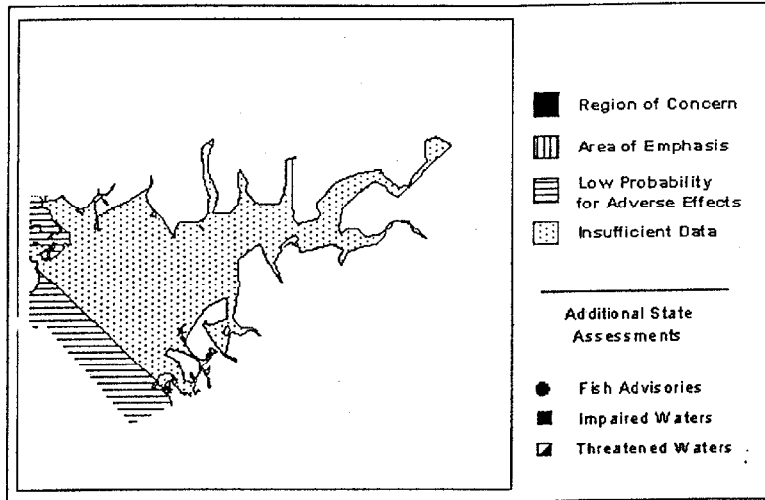 Region of Concern
Area of Emphasis
Low Probability
for Adverse Effects
Insufficient Data
Additional State
Assessments
Fish Advisories
Impaired Waters
Threatened Waters